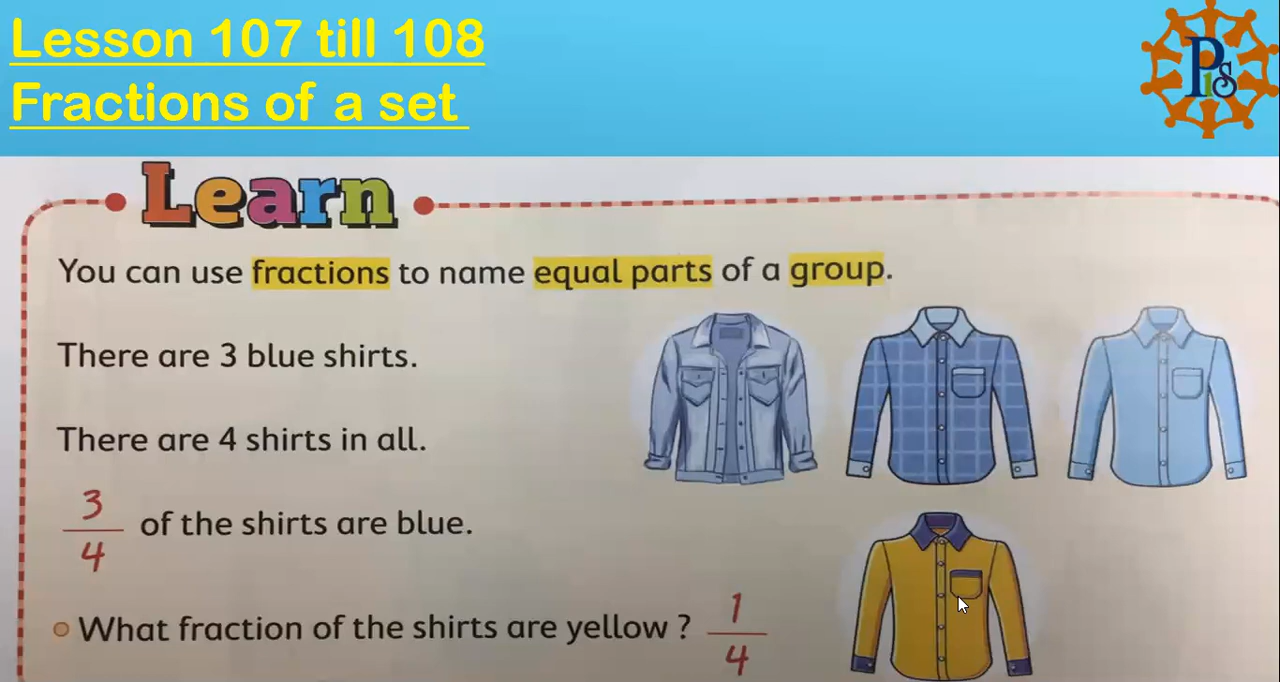 Lesson 107 till 108
Fractions of a set
PIS
Learn
You can use fractions to name equal parts of a group.
There are 3 blue shirts.
There are 4 shirts in all.
3/4 of the shirts are blue.
What fraction of the shirts are yellow ? 1/4